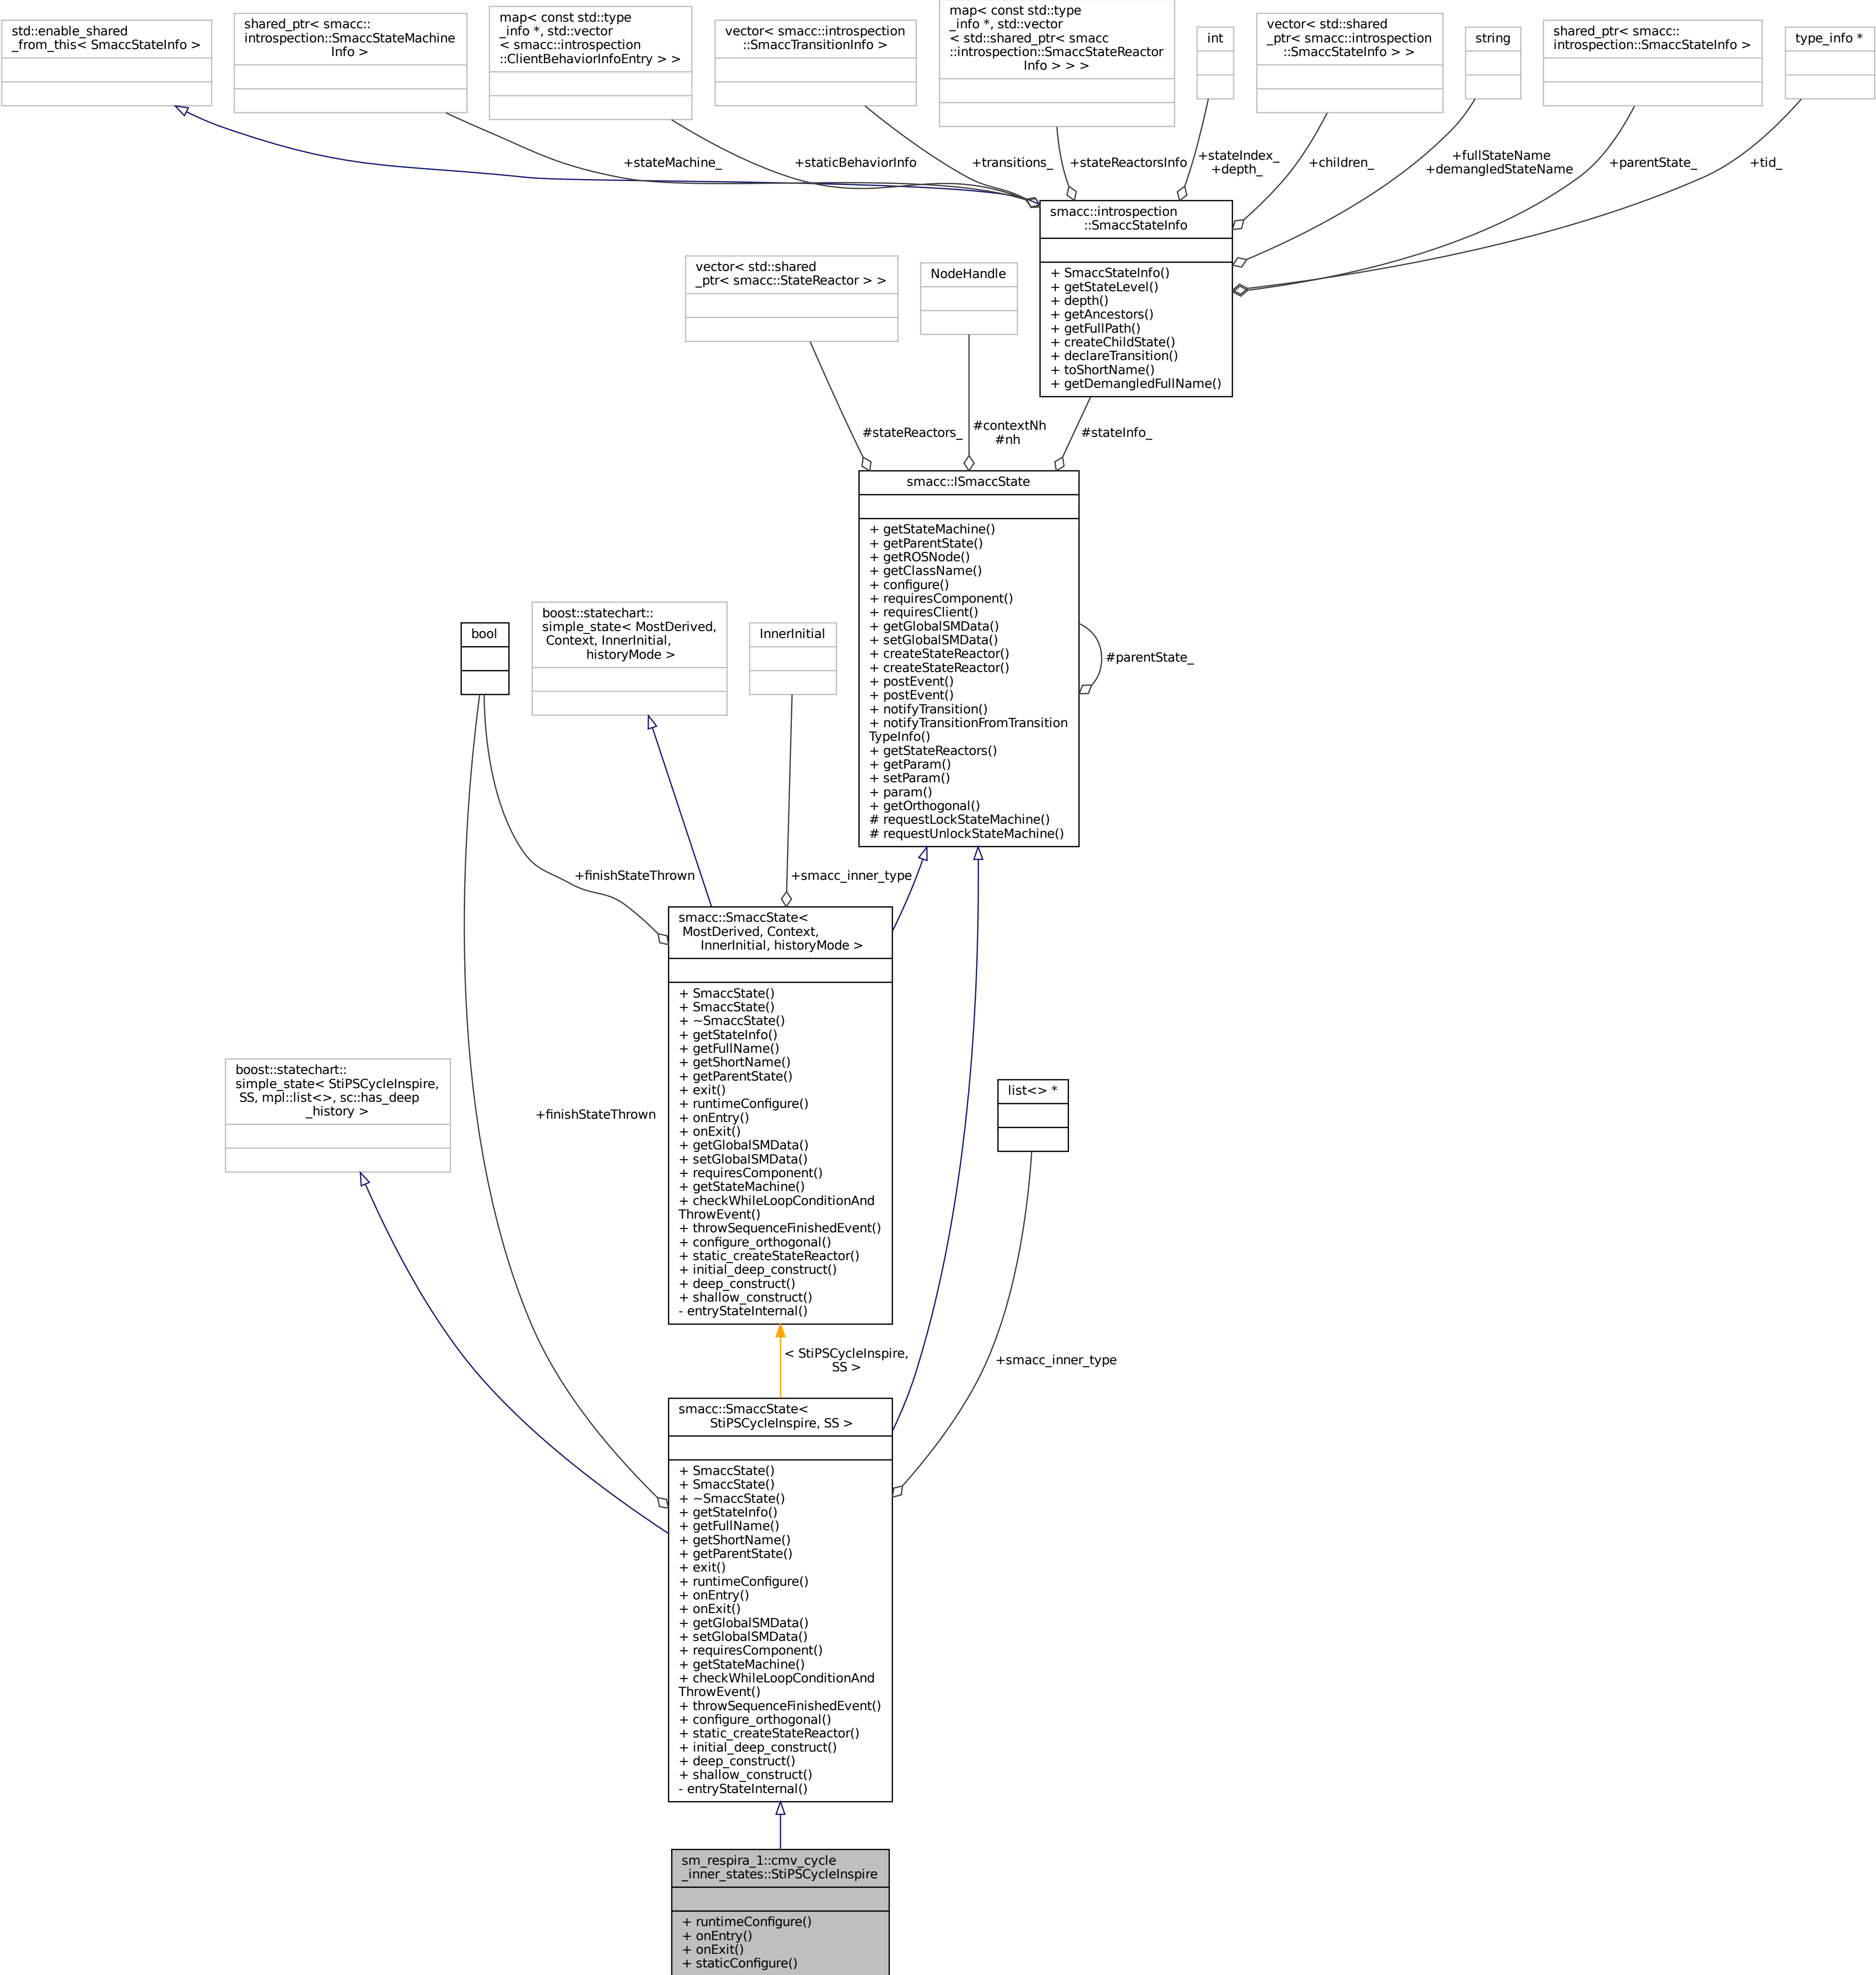 std::enable_shared
_from_this< SmaccStateInfo >
shared_ptr< smacc::
introspection::SmaccStateMachine
Info >
map< const std::type
_info *, std::vector
< smacc::introspection
::ClientBehaviorInfoEntry > >
vector< smacc::introspection
::SmaccTransitionInfo >
map< const std::type
_info *, std::vector
< std::shared_ptr< smacc
::introspection::SmaccStateReactor
Info > > >
int
vector< std::shared
_ptr< smacc::introspection
::SmaccStateInfo > >
string
shared_ptr< smacc::
introspection::SmaccStateInfo >
type_info *
+stateMachine_
+staticBehaviorInfo
+transitions_
+stateReactorsInfo
+stateIndex_
+depth_
+children_
+fullStateName
+demangledStateName
+parentState_
+tid_
smacc::introspection
::SmaccStateInfo
+ SmaccStateInfo()
+ getStateLevel()
+ depth()
+ getAncestors()
+ getFullPath()
+ createChildState()
+ declareTransition()
+ toShortName()
+ getDemangledFullName()
vector< std::shared
_ptr< smacc::StateReactor > >
NodeHandle
#stateReactors_
#contextNh
#nh
#stateInfo_
smacc::ISmaccState
+ getStateMachine()
+ getParentState()
+ getROSNode()
+ getClassName()
+ configure()
+ requiresComponent()
+ requiresClient()
+ getGlobalSMData()
+ setGlobalSMData()
+ createStateReactor()
+ createStateReactor()
+ postEvent()
+ postEvent()
+ notifyTransition()
+ notifyTransitionFromTransition
TypeInfo()
+ getStateReactors()
+ getParam()
+ setParam()
+ param()
+ getOrthogonal()
# requestLockStateMachine()
# requestUnlockStateMachine()
#parentState_
bool
boost::statechart::
simple_state< MostDerived,
Context, InnerInitial,
historyMode >
InnerInitial
+finishStateThrown
+smacc_inner_type
smacc::SmaccState<
MostDerived, Context,
InnerInitial, historyMode >
+ SmaccState()
+ SmaccState()
+ ~SmaccState()
+ getStateInfo()
+ getFullName()
+ getShortName()
+ getParentState()
+ exit()
+ runtimeConfigure()
+ onEntry()
+ onExit()
+ getGlobalSMData()
+ setGlobalSMData()
+ requiresComponent()
+ getStateMachine()
+ checkWhileLoopConditionAnd
ThrowEvent()
+ throwSequenceFinishedEvent()
+ configure_orthogonal()
+ static_createStateReactor()
+ initial_deep_construct()
+ deep_construct()
+ shallow_construct()
- entryStateInternal()
boost::statechart::
simple_state< StiPSCycleInspire,
SS, mpl::list<>, sc::has_deep
_history >
+finishStateThrown
list<> *
< StiPSCycleInspire,
SS >
+smacc_inner_type
smacc::SmaccState<
StiPSCycleInspire, SS >
+ SmaccState()
+ SmaccState()
+ ~SmaccState()
+ getStateInfo()
+ getFullName()
+ getShortName()
+ getParentState()
+ exit()
+ runtimeConfigure()
+ onEntry()
+ onExit()
+ getGlobalSMData()
+ setGlobalSMData()
+ requiresComponent()
+ getStateMachine()
+ checkWhileLoopConditionAnd
ThrowEvent()
+ throwSequenceFinishedEvent()
+ configure_orthogonal()
+ static_createStateReactor()
+ initial_deep_construct()
+ deep_construct()
+ shallow_construct()
- entryStateInternal()
sm_respira_1::cmv_cycle
_inner_states::StiPSCycleInspire
+ runtimeConfigure()
+ onEntry()
+ onExit()
+ staticConfigure()